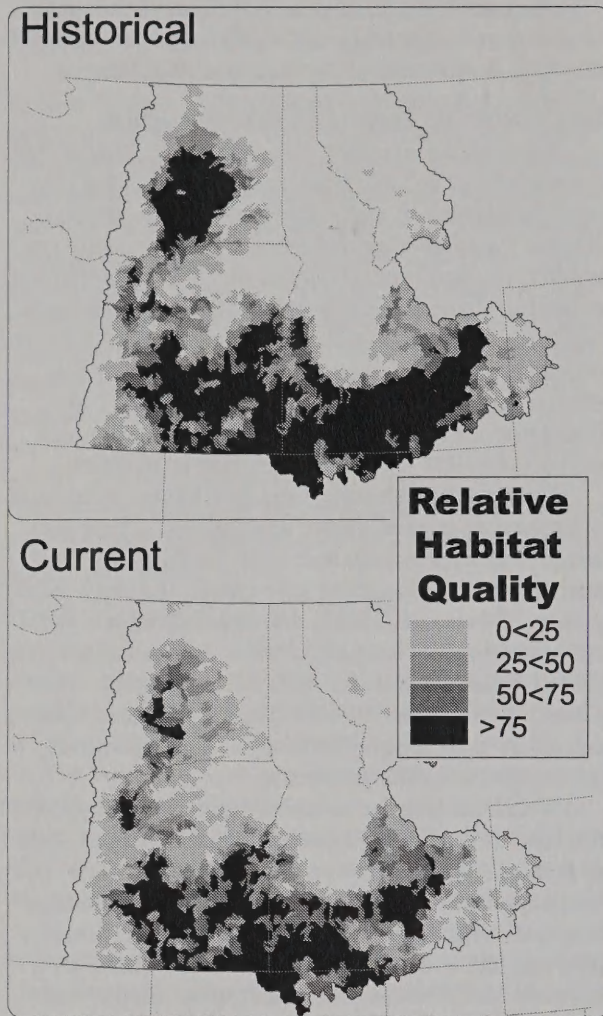 Historical
Relative
Habitat
Quality
0<25
25<50
50<75
>75
Current